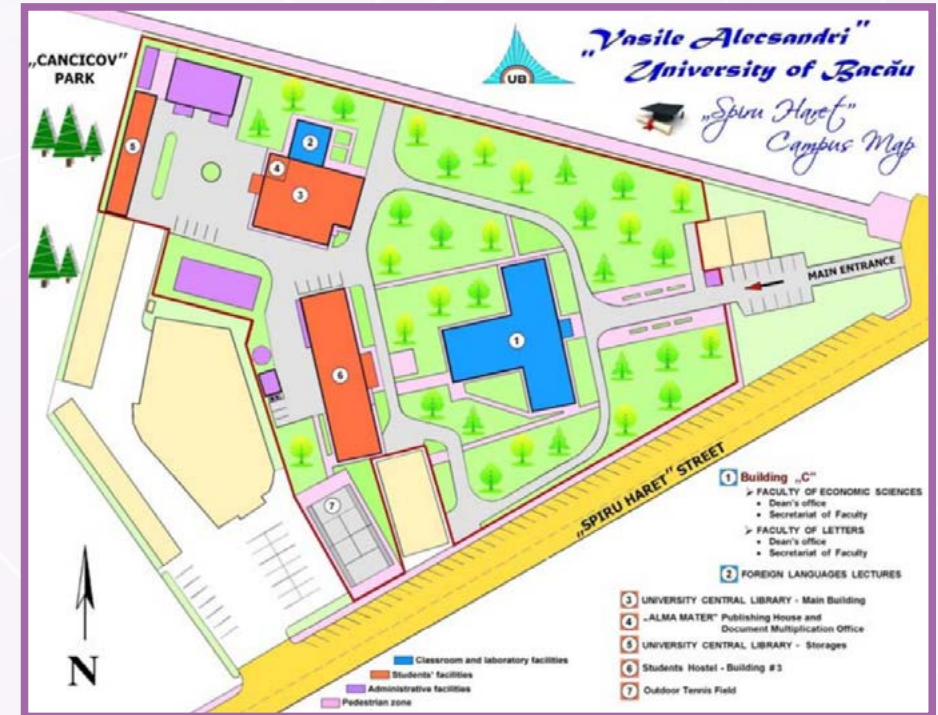 „Vasile Alecsandri”
University of Bacău
„Spiru Haret”
Campus Map
UB
„CANCICOV”
PARK
5
2
4
3
MAIN ENTRANCE
1
6
7
„SPIRU HARET” STREET
N
1 Building „C”
➢ FACULTY OF ECONOMIC SCIENCES
• Dean's office
• Secretariat of Faculty
➢ FACULTY OF LETTERS
• Dean's office
• Secretariat of Faculty
2 FOREIGN LANGUAGES LECTURES
3 UNIVERSITY CENTRAL LIBRARY - Main Building
4 „ALMA MATER” Publishing House and
Document Multiplication Office
5 UNIVERSITY CENTRAL LIBRARY - Storages
6 Students Hostel - Building #3
7 Outdoor Tennis Field
Classroom and laboratory facilities
Students' facilities
Administrative facilities
Pedestrian zone